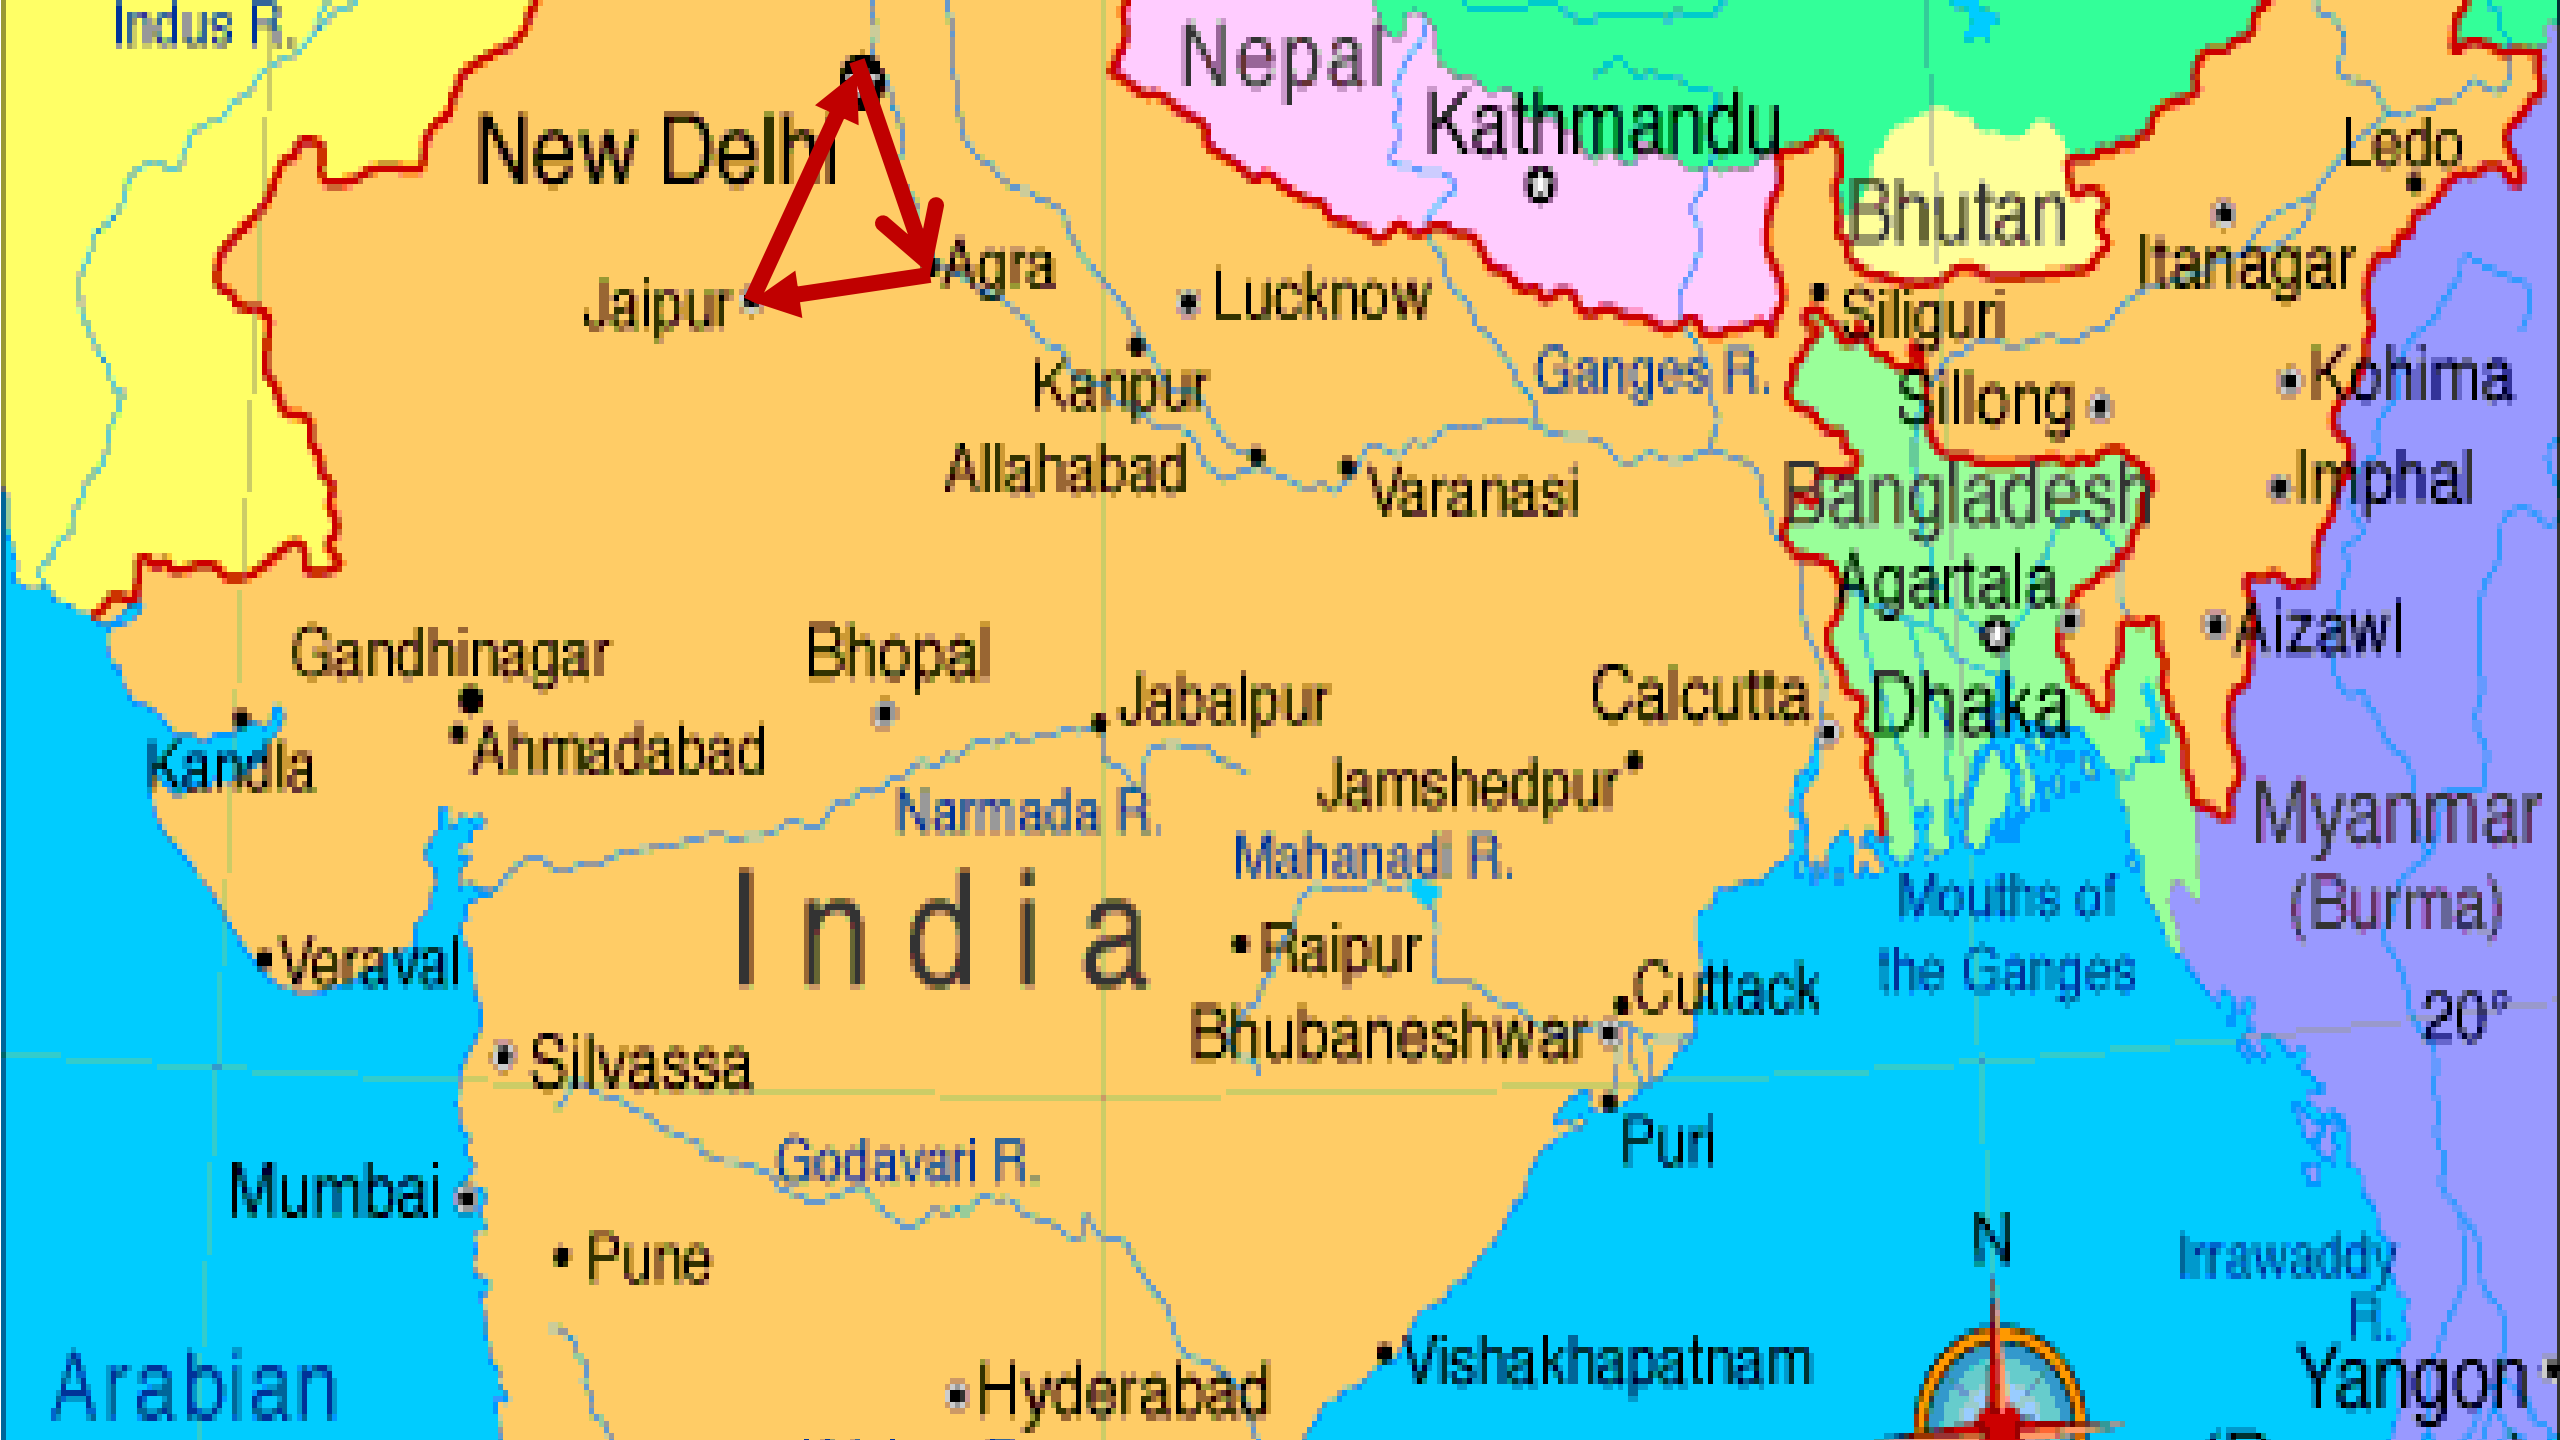 Indus R.
Nepal
Kathmandu
New Delhi
Ledo
Bhutan
Itanagar
Agra
Jaipur
Lucknow
Siliguri
Kanpur
Ganges R.
Sillong
Kohima
Allahabad
Varanasi
Bangladesh
Imphal
Agartala
Gandhinagar
Bhopal
Aizawl
Jabalpur
Calcutta
Dhaka
Kandla
Ahmadabad
Jamshedpur
Narmada R.
Mahanadi R.
Myanmar
(Burma)
India
Mouths of
the Ganges
Veraval
Raipur
Cuttack
20°
Bhubaneshwar
Silvassa
Puri
Godavari R.
Mumbai
N
Pune
Irrawaddy
R.
Vishakhapatnam
Yangon
Arabian
Hyderabad